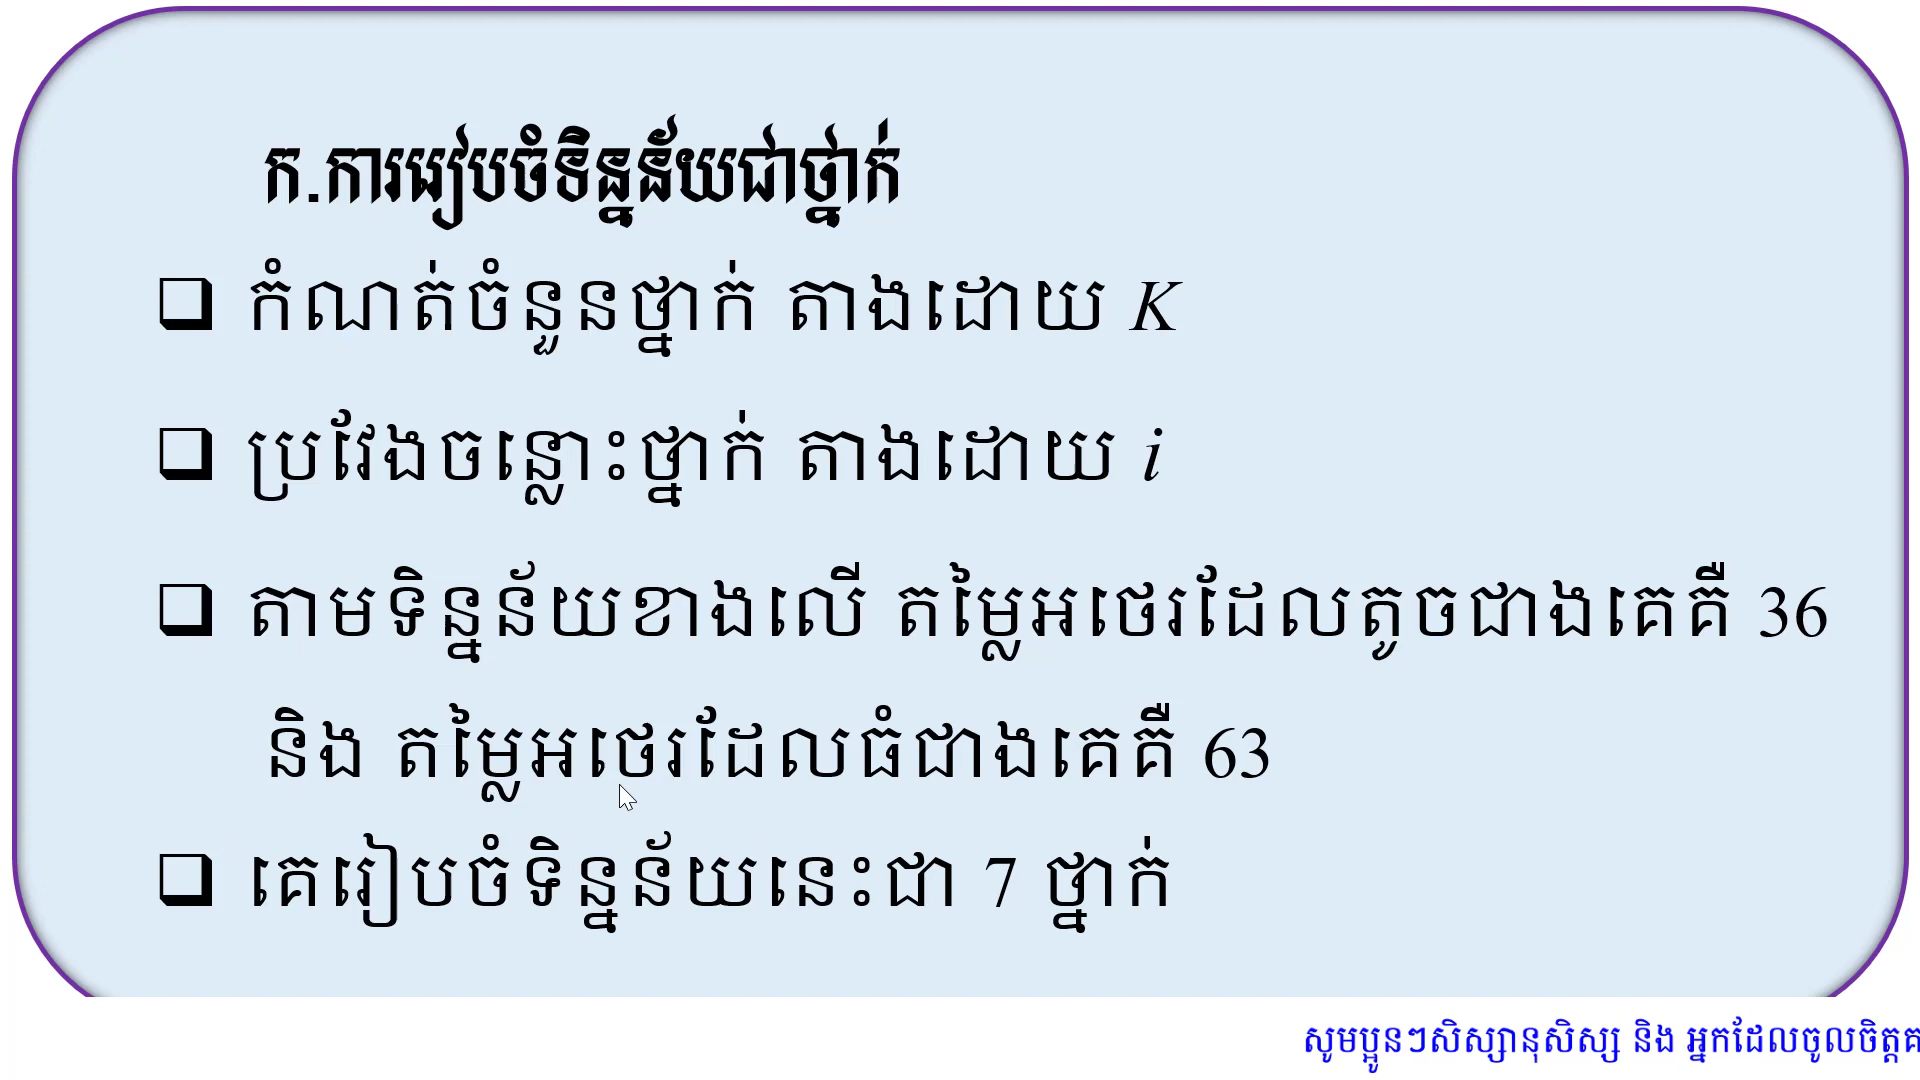 ក.ការរៀបចំទិន្នន័យជាថ្នាក់
❑ កំណត់ចំនួនថ្នាក់ តាងដោយ K
❑ ប្រវែងចន្លោះថ្នាក់ តាងដោយ i
❑ តាមទិន្នន័យខាងលើ តម្លៃអថេរដែលតូចជាងគេគឺ 36
និង តម្លៃអថេរដែលធំជាងគេគឺ 63
❑ គេរៀបចំទិន្នន័យនេះជា 7 ថ្នាក់
សូមប្អូនៗសិស្សានុសិស្ស និង អ្នកដែលចូលចិត្ត